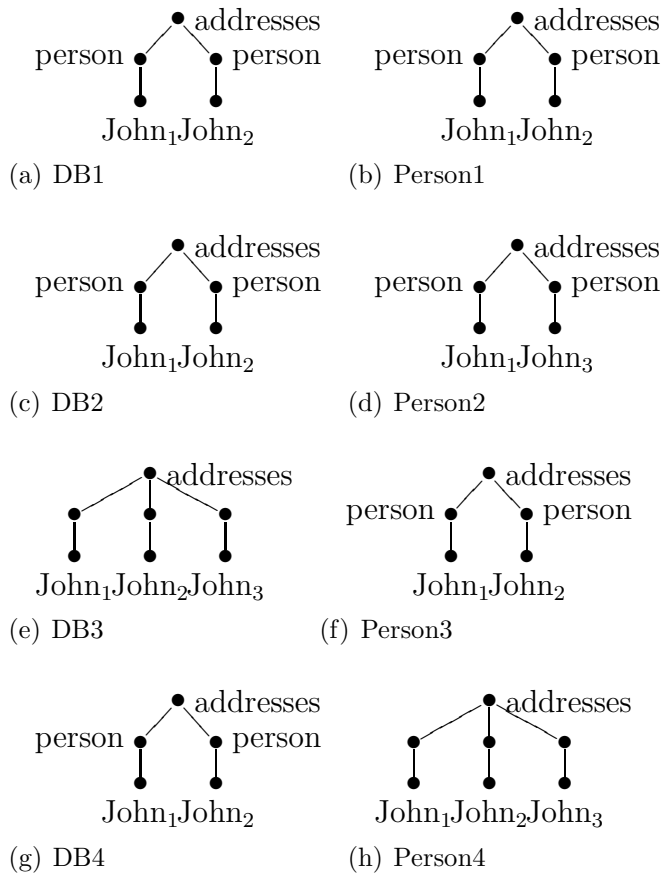 addresses addresses
person person person person
John₁John₂ John₁John₂
(a) DB1 (b) Person1
addresses addresses
person person person person
John₁John₂ John₁John₃
(c) DB2 (d) Person2
addresses addresses
person person
John₁John₂John₃ John₁John₂
(e) DB3 (f) Person3
addresses addresses
person person
John₁John₂ John₁John₂John₃
(g) DB4 (h) Person4